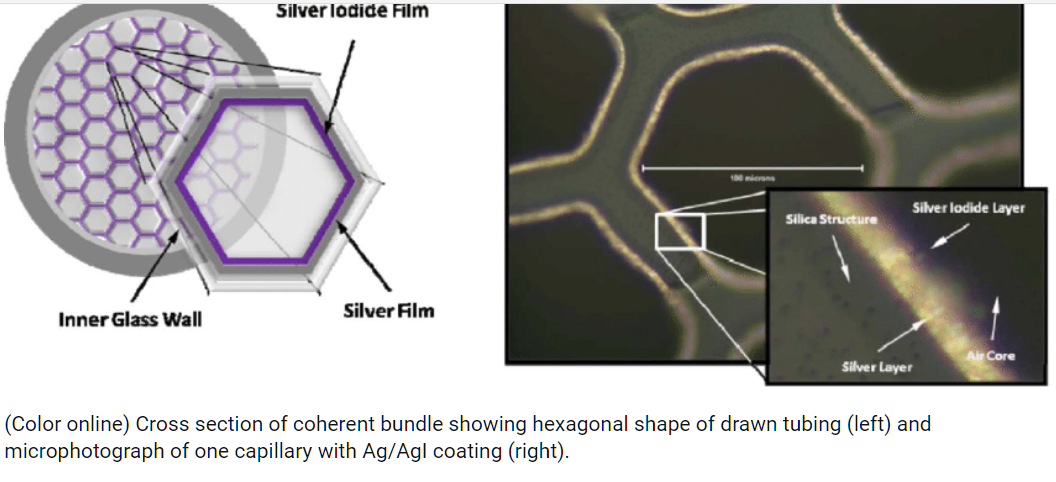 Silver Iodide Film
Inner Glass Wall
Silver Film
100 microns
Silica Structure
Silver Iodide Layer
Silver Layer
Air Core
(Color online) Cross section of coherent bundle showing hexagonal shape of drawn tubing (left) and
microphotograph of one capillary with Ag/AgI coating (right).